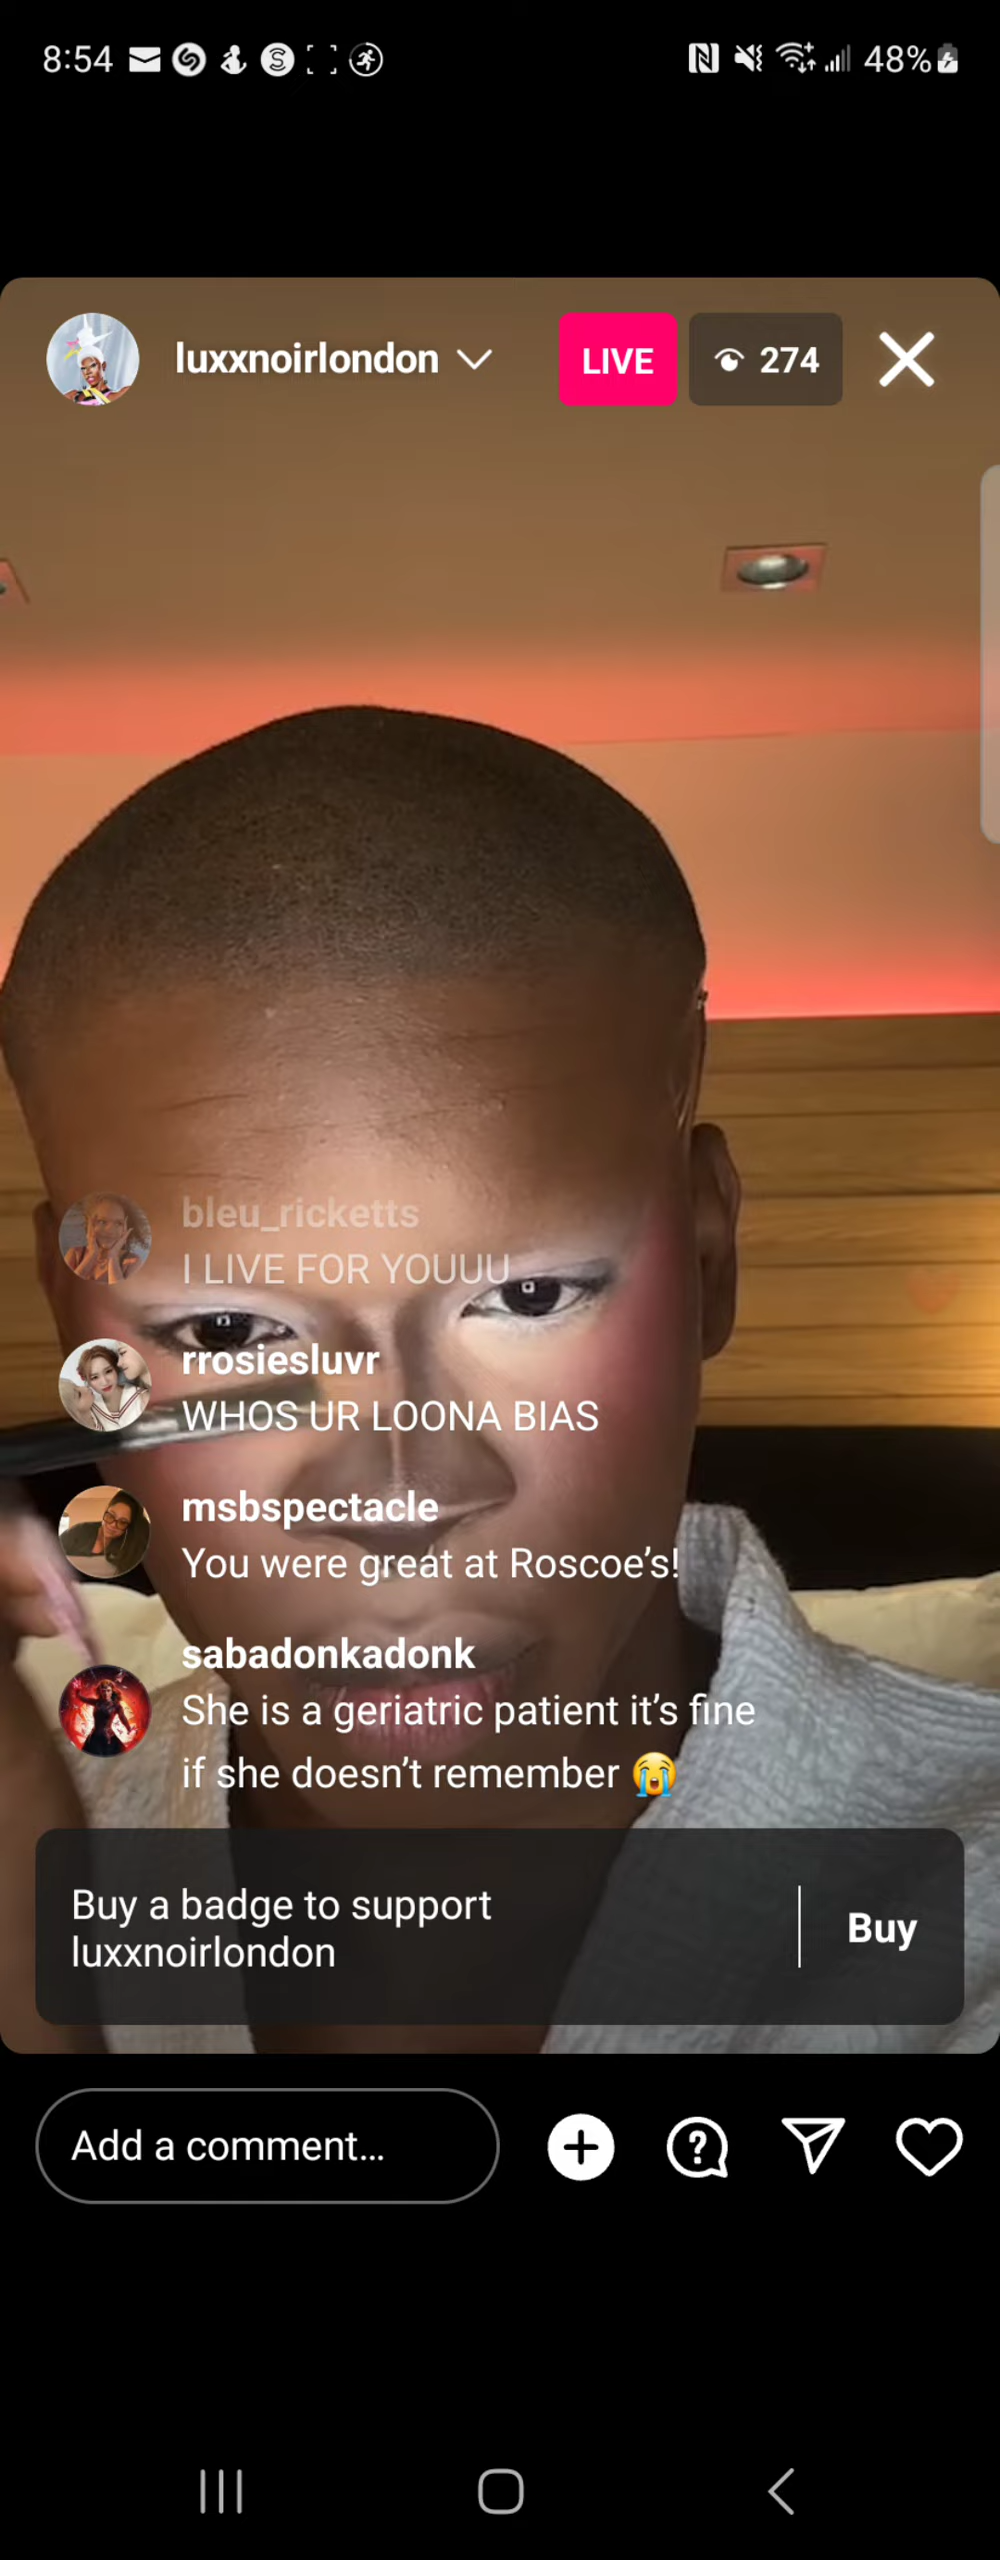 8:54
48%
luxxnoirlondon
LIVE
274
bleu_ricketts
I LIVE FOR YOUUU
rrosiesluvr
WHOS UR LOONA BIAS
msbspectacle
You were great at Roscoe’s!
sabadonkadonk
She is a geriatric patient it’s fine
if she doesn’t remember 😭
Buy a badge to support
luxxnoirlondon
Buy
Add a comment...